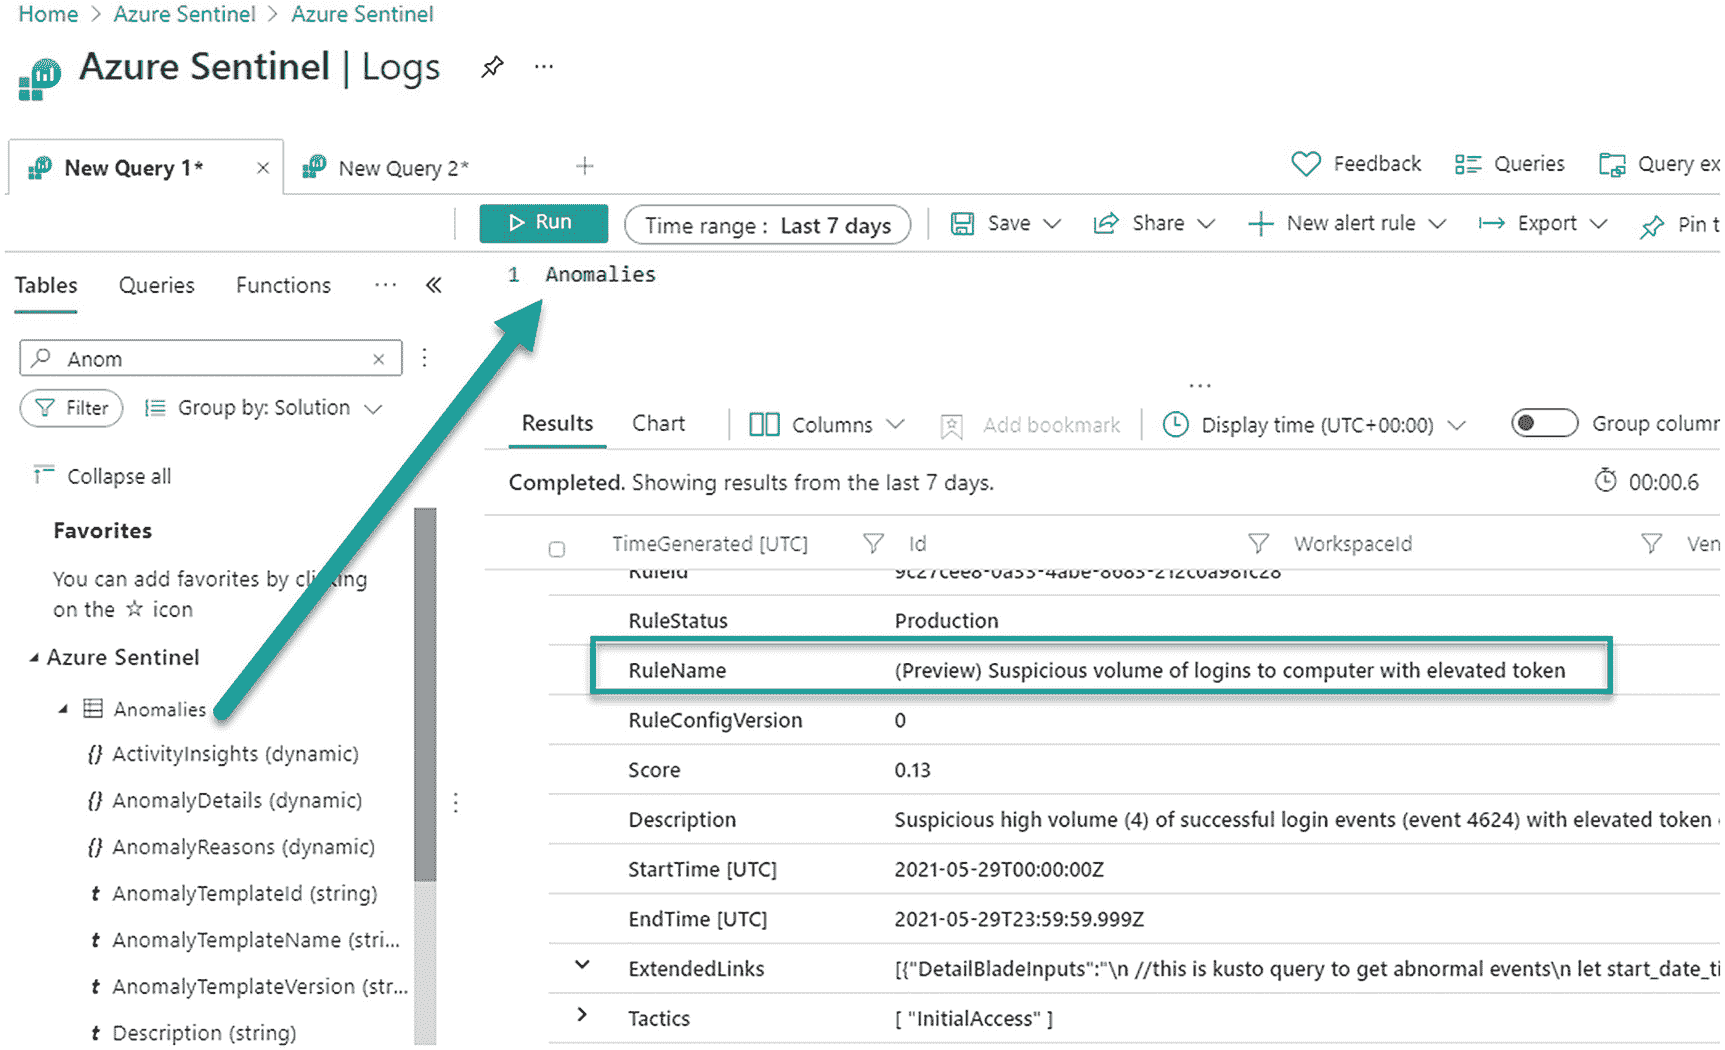 Home > Azure Sentinel > Azure Sentinel
Azure Sentinel | Logs
New Query 1*
New Query 2*
Feedback
Queries
Query ex
Run
Time range : Last 7 days
Save
Share
New alert rule
Export
Pin t
Tables
Queries
Functions
1 Anomalies
Anom
Filter
Group by: Solution
Collapse all
Favorites
You can add favorites by clicking
on the ☆ icon
Azure Sentinel
Anomalies
{} ActivityInsights (dynamic)
{} AnomalyDetails (dynamic)
{} AnomalyReasons (dynamic)
t AnomalyTemplateId (string)
t AnomalyTemplateName (stri...
t AnomalyTemplateVersion (str...
t Description (string)
Results
Chart
Columns
Add bookmark
Display time (UTC+00:00)
Group column
Completed. Showing results from the last 7 days.
00:00.6
TimeGenerated [UTC] Id WorkspaceId Ven
RuleId 9c27cee8-0a33-4abe-8683-212c0a981c28
RuleStatus Production
RuleName (Preview) Suspicious volume of logins to computer with elevated token
RuleConfigVersion 0
Score 0.13
Description Suspicious high volume (4) of successful login events (event 4624) with elevated token
StartTime [UTC] 2021-05-29T00:00:00Z
EndTime [UTC] 2021-05-29T23:59:59.999Z
ExtendedLinks [{"DetailBladeInputs":"\n //this is kusto query to get abnormal events\n let start_date_ti
Tactics [ "InitialAccess" ]